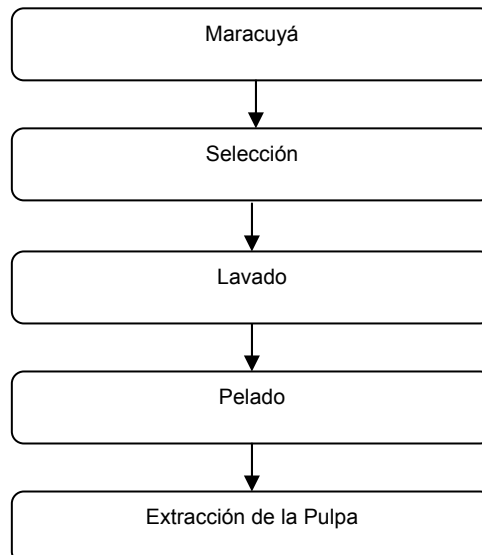 Maracuyá
Selección
Lavado
Pelado
Extracción de la Pulpa